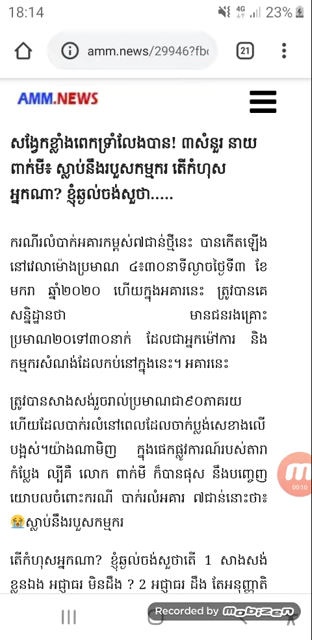 18:14
4G
23%
amm.news/29946?fb
21
AMM.NEWS
សង្វែកខ្លាំងពេកទ្រាំលែងបាន! ៣សំនួរ នាយ
ពាក់មី៖ ស្លាប់នឹងរបួសកម្មករ តើកំហុស
អ្នកណា? ខ្ញុំឆ្ងល់ចង់សួថា.....
ករណីរលំបាក់អគារកម្ពស់៧ជាន់ថ្មីនេះ បានកើតឡើង
នៅវេលាម៉ោងប្រមាណ ៤៖៣០នាទីល្ងាចថ្ងៃទី៣ ខែ
មករា ឆ្នាំ២០២០ ហើយក្នុងអគារនេះ ត្រូវបានគេ
សន្និដ្ឋានថា មានជនរងគ្រោះ
ប្រមាណ២០ទៅ៣០នាក់ ដែលជាអ្នកម៉ៅការ និង
កម្មករសំណង់ដែលកប់នៅក្នុងនេះ។ អគារនេះ
ត្រូវបានសាងសង់រួចរាល់ប្រមាណជា៩០ភាគរយ
ហើយដែលបាក់រលំនៅពេលដែលចាក់ប្លង់សេខាងលើ
បង្អស់។យ៉ាងណាមិញ ក្នុងផេកផ្លូវការណ៍របស់តារា
កំប្លែង ល្បីគឺ លោក ពាក់មី ក៏បានផុស នឹងបញ្ចេញ
យោបលចំពោះករណី បាក់រលំអគារ ៧ជាន់នោះថា៖
😭ស្លាប់នឹងរបួសកម្មករ
00:10
តើកំហុសអ្នកណា? ខ្ញុំឆ្ងល់ចង់សួថាតើ 1 សាងសង់
ខ្លួនឯង អជ្ញាធរ មិនដឹង ? 2 អជ្ញាធរ ដឹង តែអនុញ្ញាតិ
Recorded by Mobizen